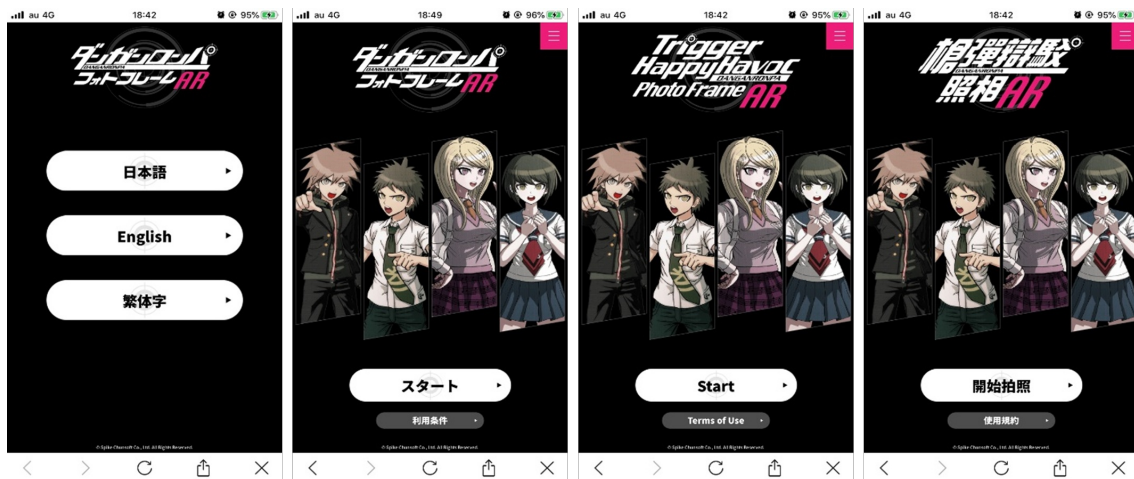 au 4G
18:42
95%
ダンガンロンパ
DANGANRONPA
フォトフレームAR
日本語
English
繁体字
© Spike Chunsoft Co., Ltd. All Rights Reserved.
au 4G
18:49
96%
ダンガンロンパ
DANGANRONPA
フォトフレームAR
スタート
利用条件
© Spike Chunsoft Co., Ltd. All Rights Reserved.
au 4G
18:42
95%
Trigger
Happy Havoc
DANGANRONPA
Photo Frame AR
Start
Terms of Use
© Spike Chunsoft Co., Ltd. All Rights Reserved.
au 4G
18:42
95%
槍彈辯駁
DANGANRONPA
照相AR
開始拍照
使用規約
© Spike Chunsoft Co., Ltd. All Rights Reserved.